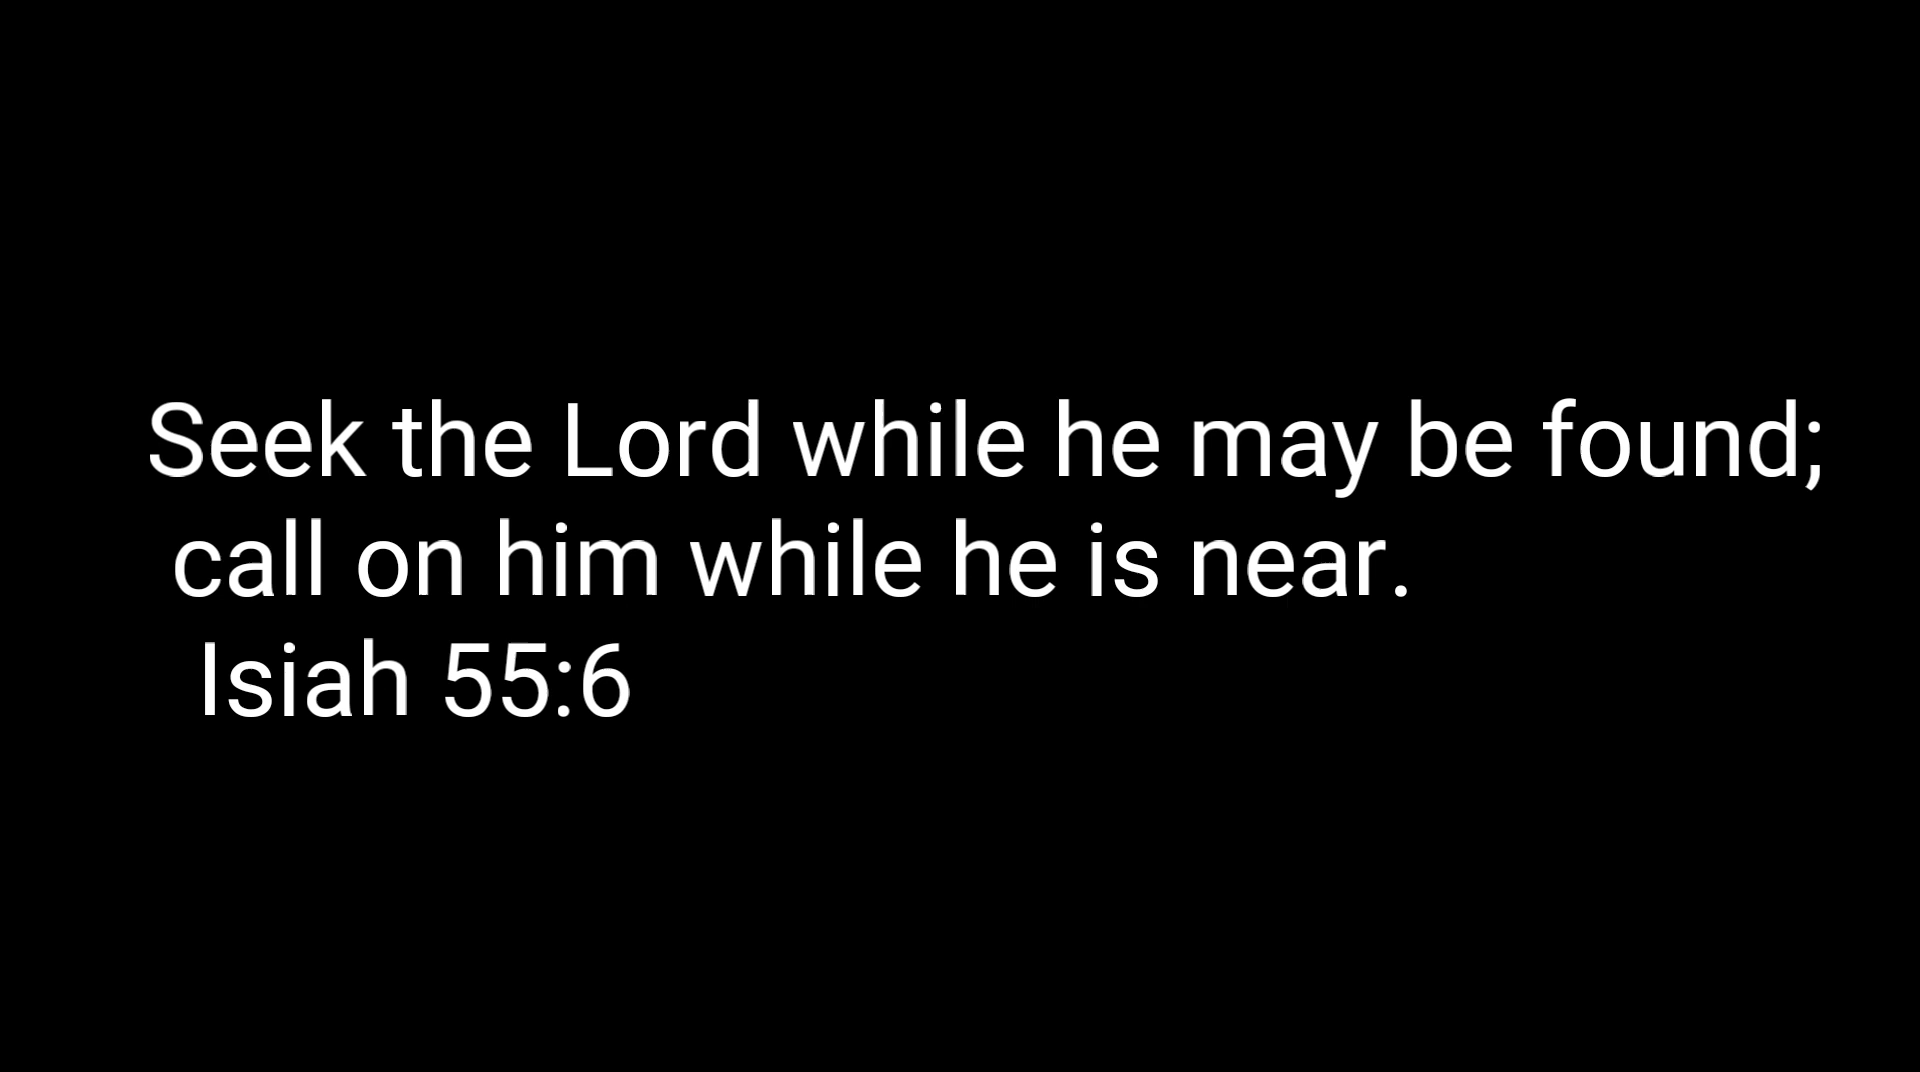 Seek the Lord while he may be found;
call on him while he is near.
Isiah 55:6